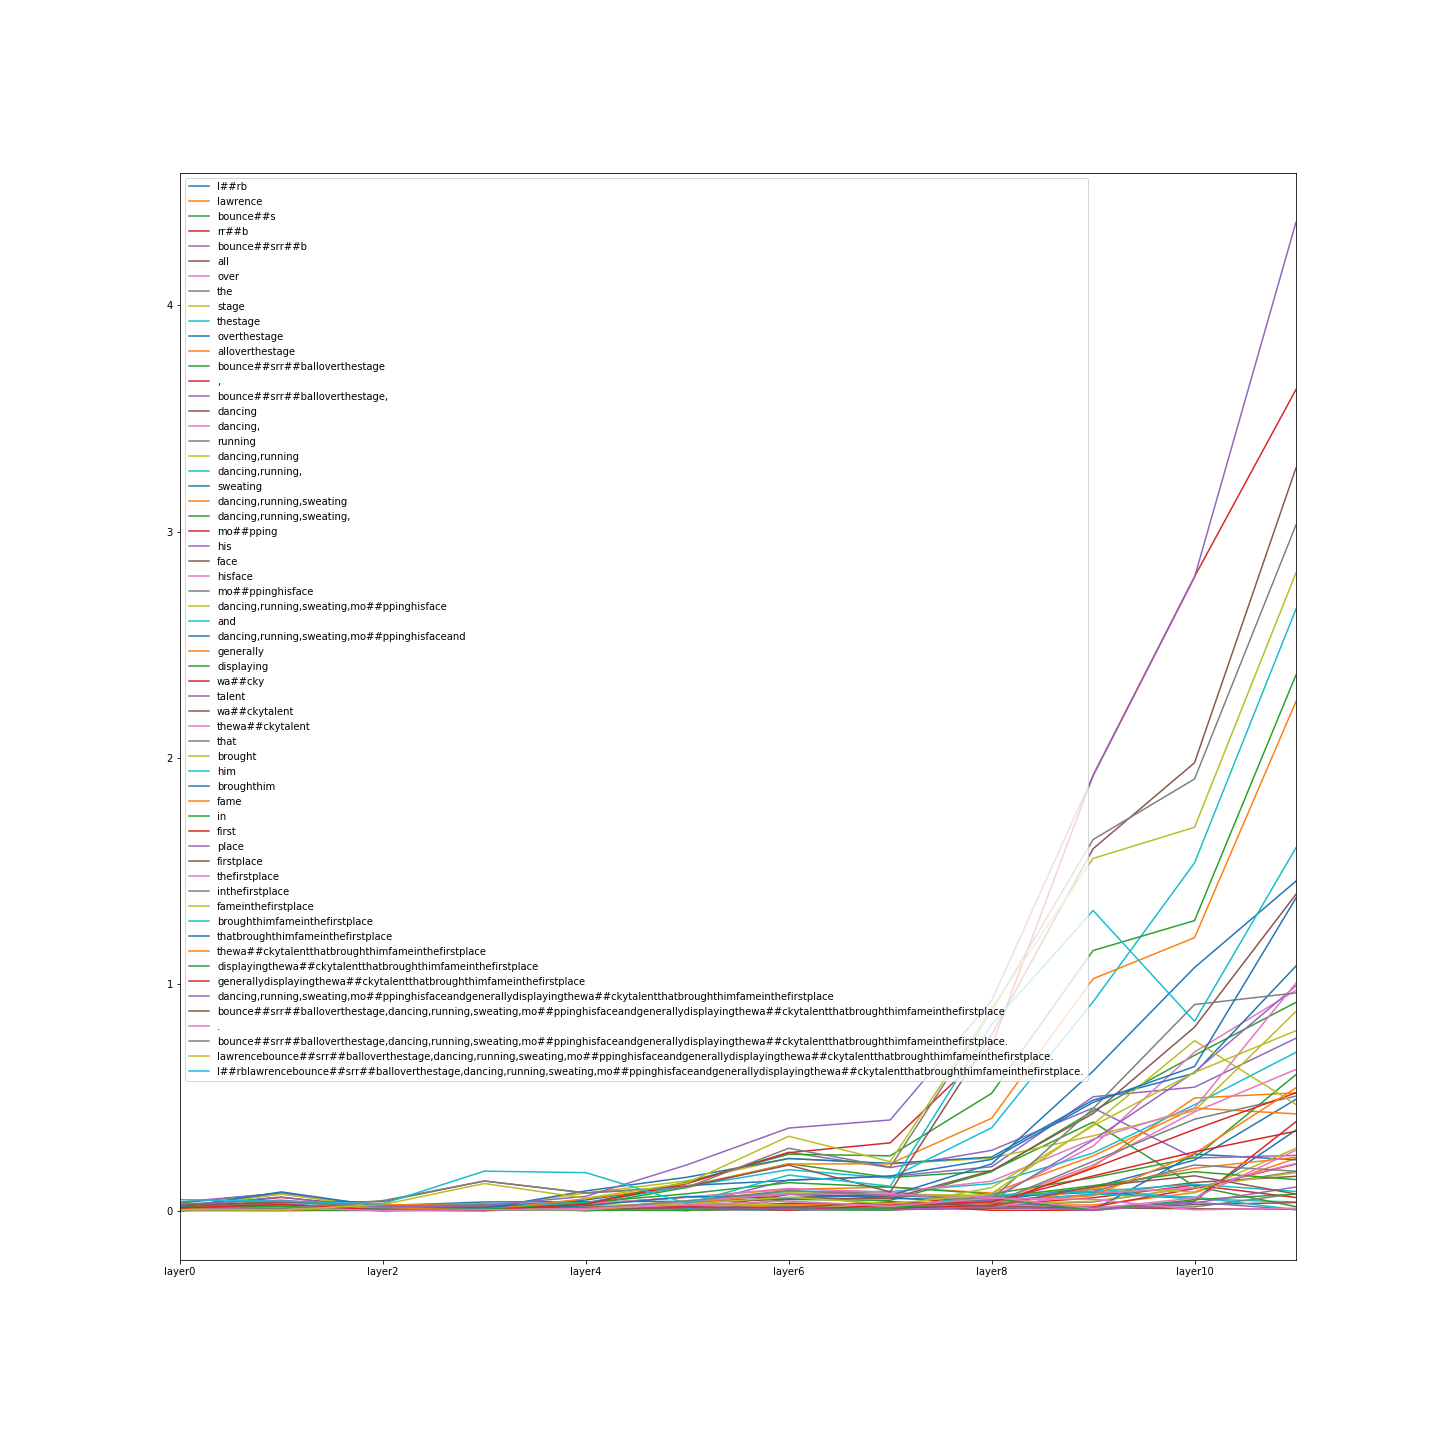 l##rb
lawrence
bounce##s
rr##b
bounce##srr##b
all
over
the
stage
thestage
overthestage
alloverthestage
bounce##srr##balloverthestage
,
bounce##srr##balloverthestage,
dancing
dancing,
running
dancing,running
dancing,running,
sweating
dancing,running,sweating
dancing,running,sweating,
mo##pping
his
face
hisface
mo##ppinghisface
dancing,running,sweating,mo##ppinghisface
and
dancing,running,sweating,mo##ppinghisfaceand
generally
displaying
wa##cky
talent
wa##ckytalent
thewa##ckytalent
that
brought
him
broughthim
fame
in
first
place
firstplace
thefirstplace
inthefirstplace
fameinthefirstplace
broughthimfameinthefirstplace
thatbroughthimfameinthefirstplace
thewa##ckytalentthatbroughthimfameinthefirstplace
displayingthewa##ckytalentthatbroughthimfameinthefirstplace
generallydisplayingthewa##ckytalentthatbroughthimfameinthefirstplace
dancing,running,sweating,mo##ppinghisfaceandgenerallydisplayingthewa##ckytalentthatbroughthimfameinthefirstplace
bounce##srr##balloverthestage,dancing,running,sweating,mo##ppinghisfaceandgenerallydisplayingthewa##ckytalentthatbroughthimfameinthefirstplace
.
bounce##srr##balloverthestage,dancing,running,sweating,mo##ppinghisfaceandgenerallydisplayingthewa##ckytalentthatbroughthimfameinthefirstplace.
lawrencebounce##srr##balloverthestage,dancing,running,sweating,mo##ppinghisfaceandgenerallydisplayingthewa##ckytalentthatbroughthimfameinthefirstplace.
l##rblawrencebounce##srr##balloverthestage,dancing,running,sweating,mo##ppinghisfaceandgenerallydisplayingthewa##ckytalentthatbroughthimfameinthefirstplace.
4
3
2
1
0
layer0 layer2 layer4 layer6 layer8 layer10